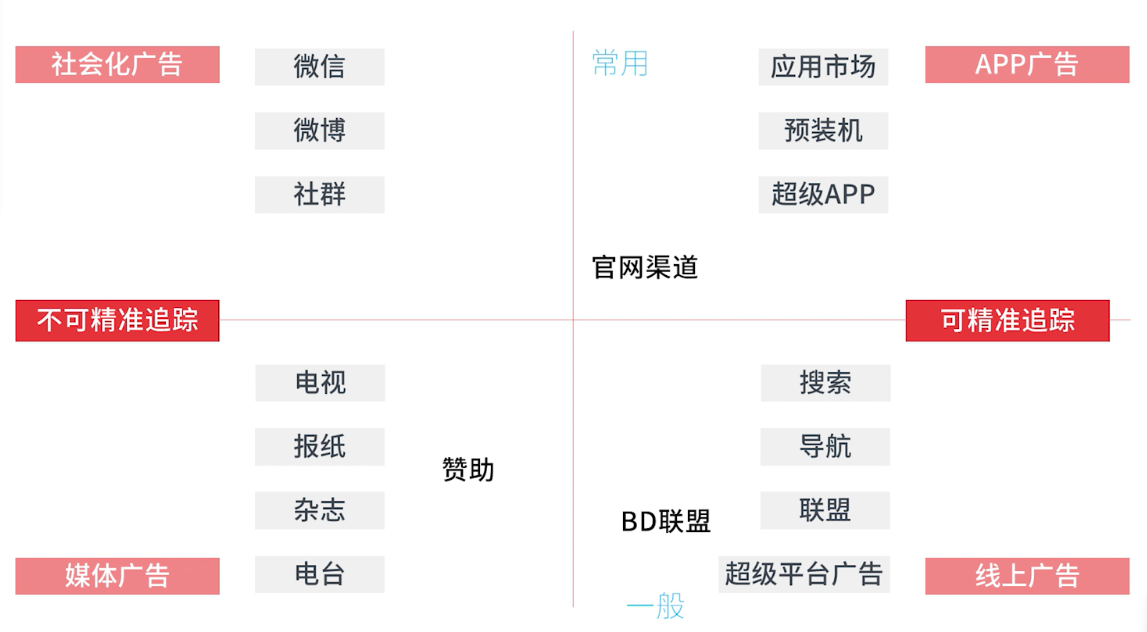 社会化广告
微信
常用
应用市场
APP广告
微博
预装机
社群
超级APP
官网渠道
不可精准追踪
可精准追踪
电视
搜索
报纸
导航
赞助
杂志
联盟
BD联盟
媒体广告
电台
超级平台广告
线上广告
一般